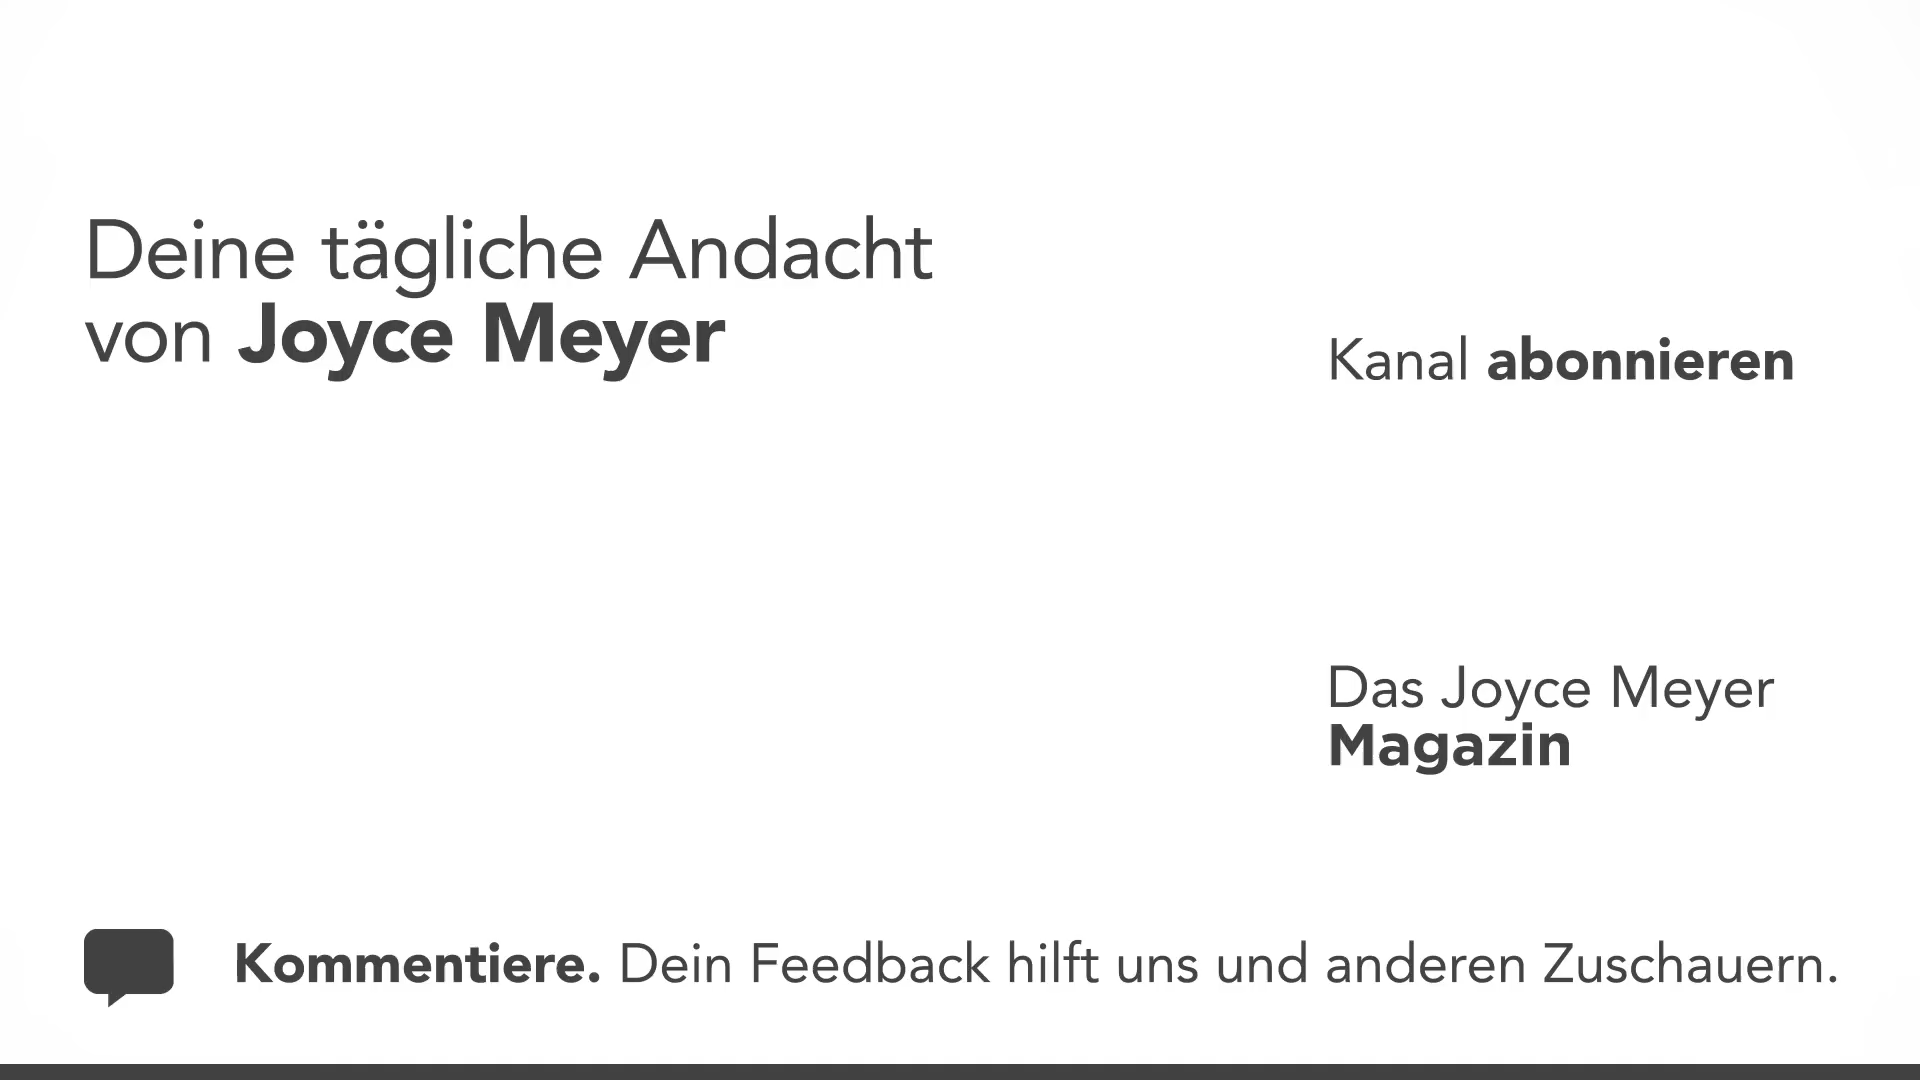 Deine tägliche Andacht
von Joyce Meyer
Kanal abonnieren
Das Joyce Meyer
Magazin
Kommentiere. Dein Feedback hilft uns und anderen Zuschauern.